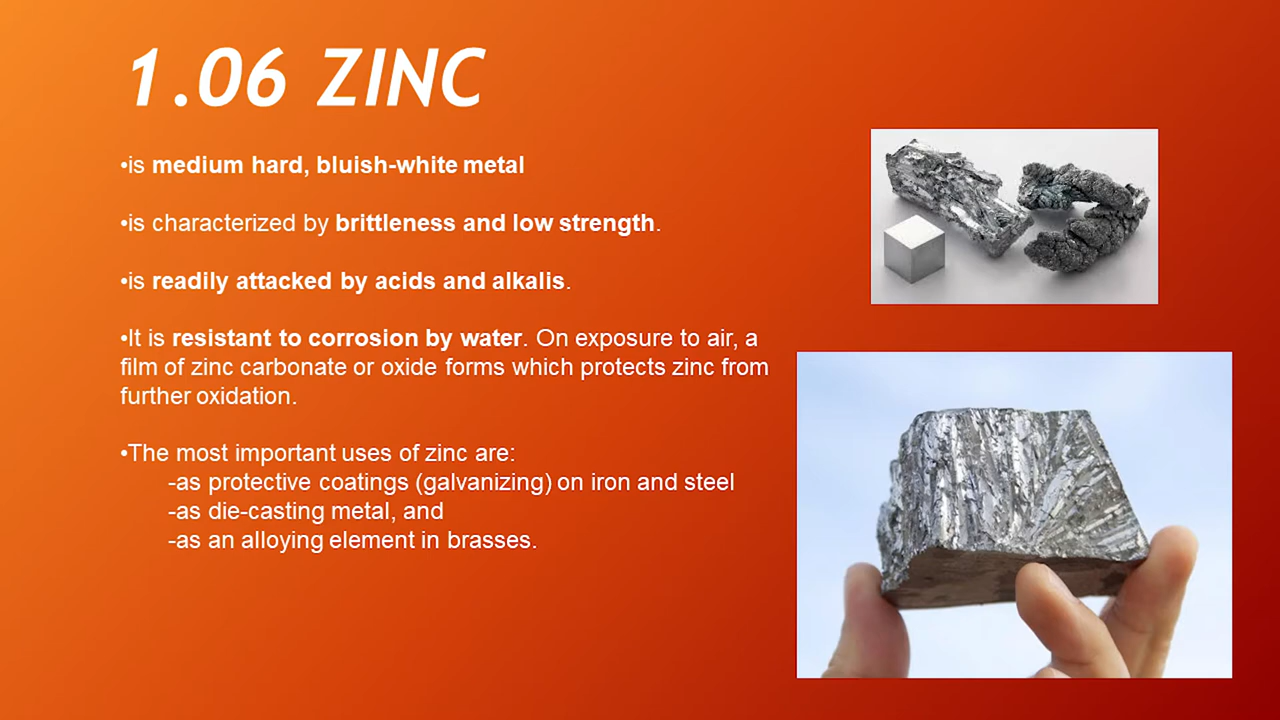 1.06 ZINC
•is medium hard, bluish-white metal
•is characterized by brittleness and low strength.
•is readily attacked by acids and alkalis.
•It is resistant to corrosion by water. On exposure to air, a
film of zinc carbonate or oxide forms which protects zinc from
further oxidation.
•The most important uses of zinc are:
-as protective coatings (galvanizing) on iron and steel
-as die-casting metal, and
-as an alloying element in brasses.